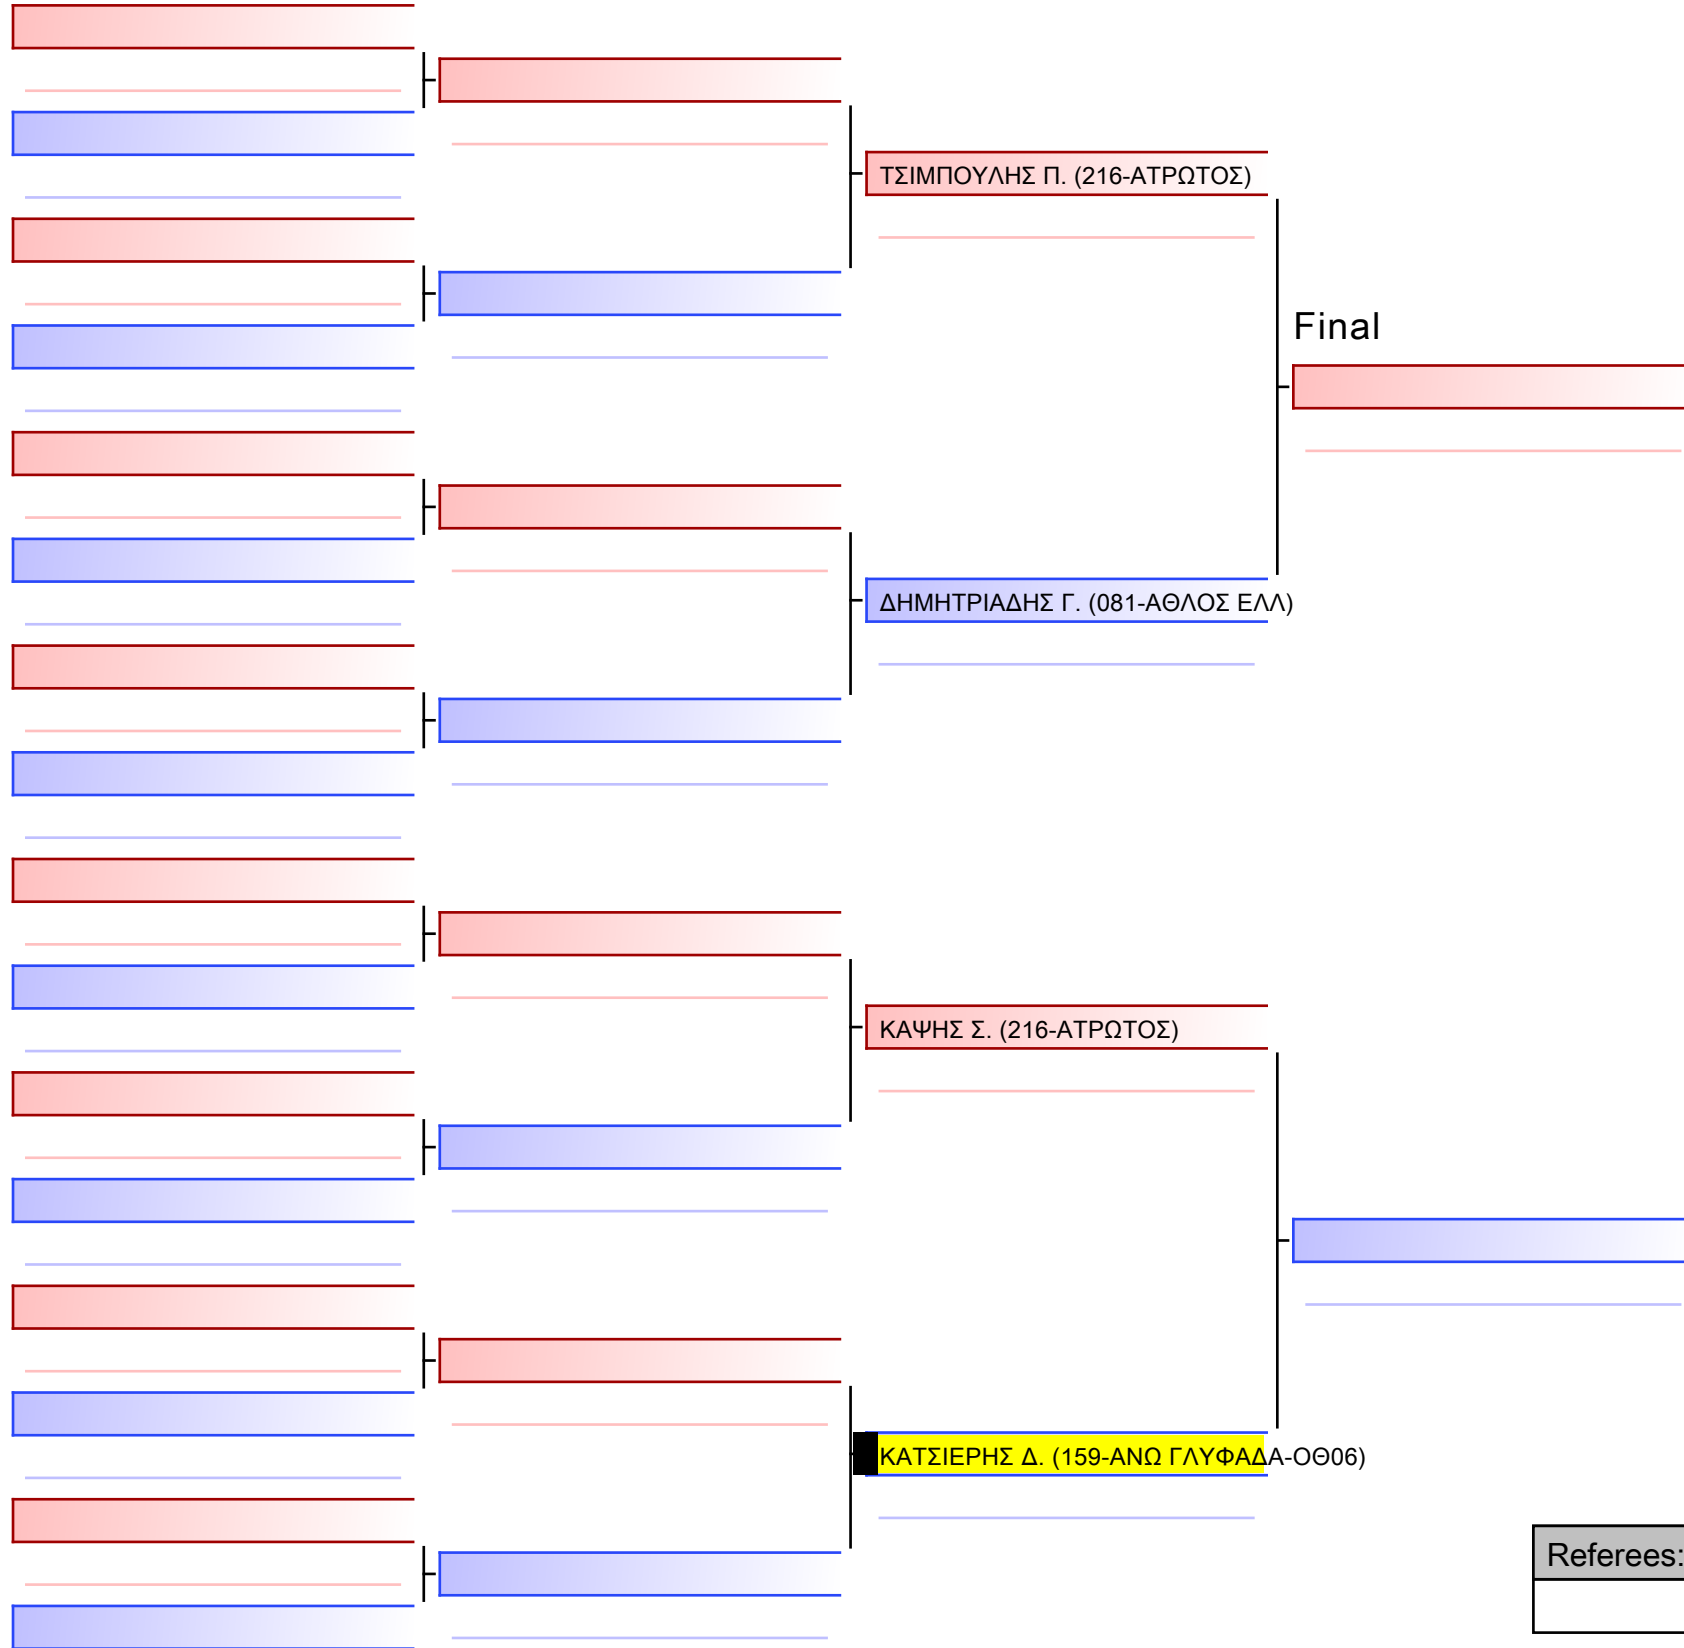 ΤΣΙΜΠΟΥΛΗΣ Π. (216-ΑΤΡΩΤΟΣ)
Final
ΔΗΜΗΤΡΙΑΔΗΣ Γ. (081-ΑΘΛΟΣ ΕΛΛ)
ΚΑΨΗΣ Σ. (216-ΑΤΡΩΤΟΣ)
ΚΑΤΣΙΕΡΗΣ Δ. (159-ΑΝΩ ΓΛΥΦΑΔΑ-ΟΘ06)
Referees: